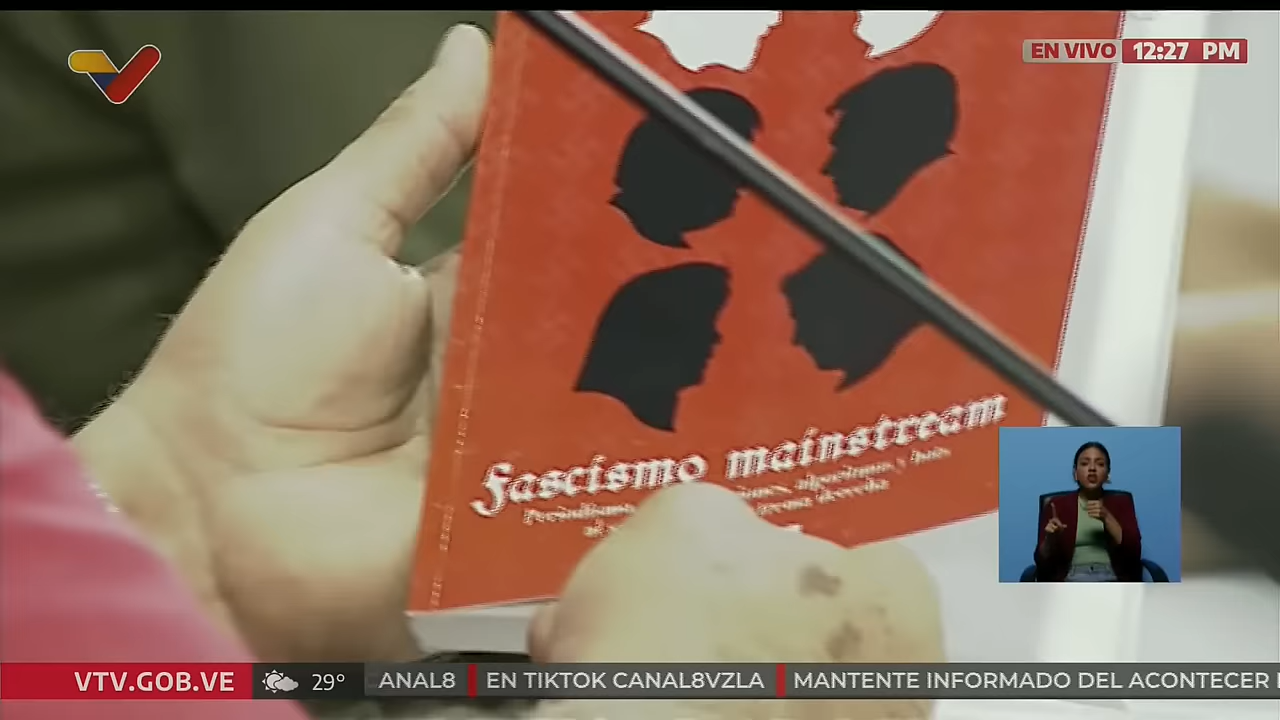 EN VIVO 12:27 PM
Fascismo mainstream
VTV.GOB.VE 29° ANAL8 EN TIKTOK CANAL8VZLA MANTENTE INFORMADO DEL ACONTECER